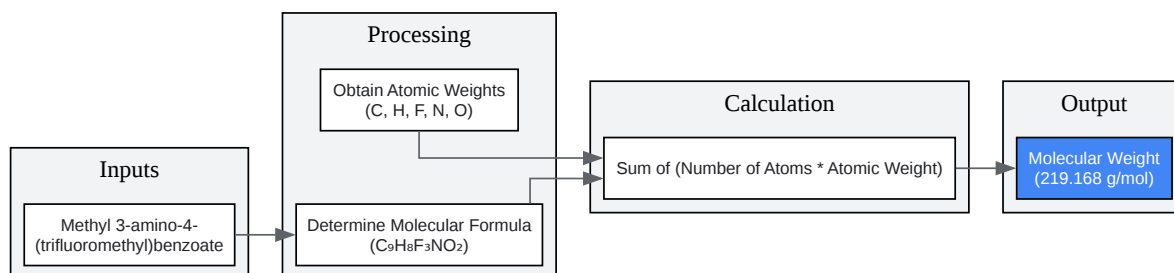 Inputs
Methyl 3-amino-4-
(trifluoromethyl)benzoate
Processing
Obtain Atomic Weights
(C, H, F, N, O)
Determine Molecular Formula
(C₉H₈F₃NO₂)
Calculation
Sum of (Number of Atoms * Atomic Weight)
Output
Molecular Weight
(219.168 g/mol)